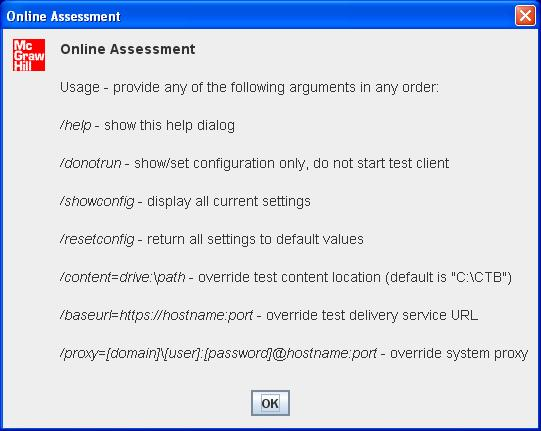 Online Assessment
Mc
Graw
Hill
Online Assessment
Usage - provide any of the following arguments in any order:
/help - show this help dialog
/donotrun - show/set configuration only, do not start test client
/showconfig - display all current settings
/resetconfig - return all settings to default values
/content=drive:\path - override test content location (default is "C:\CTB")
/baseurl=https://hostname:port - override test delivery service URL
/proxy=[domain]\[user]:[password]@hostname:port - override system proxy
OK